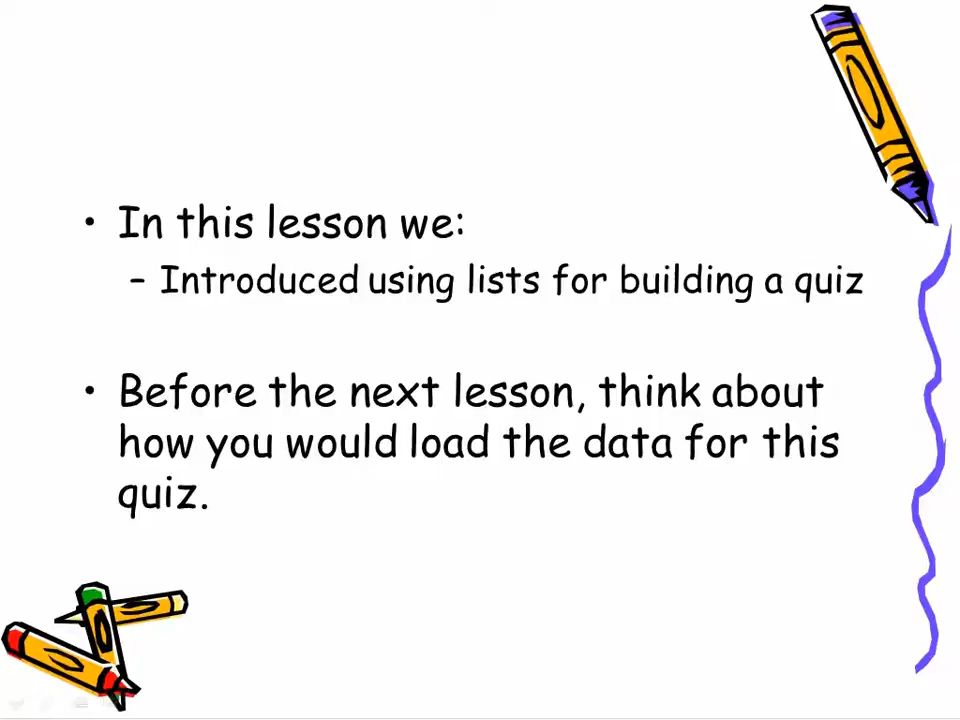 • In this lesson we:
– Introduced using lists for building a quiz
• Before the next lesson, think about
how you would load the data for this
quiz.